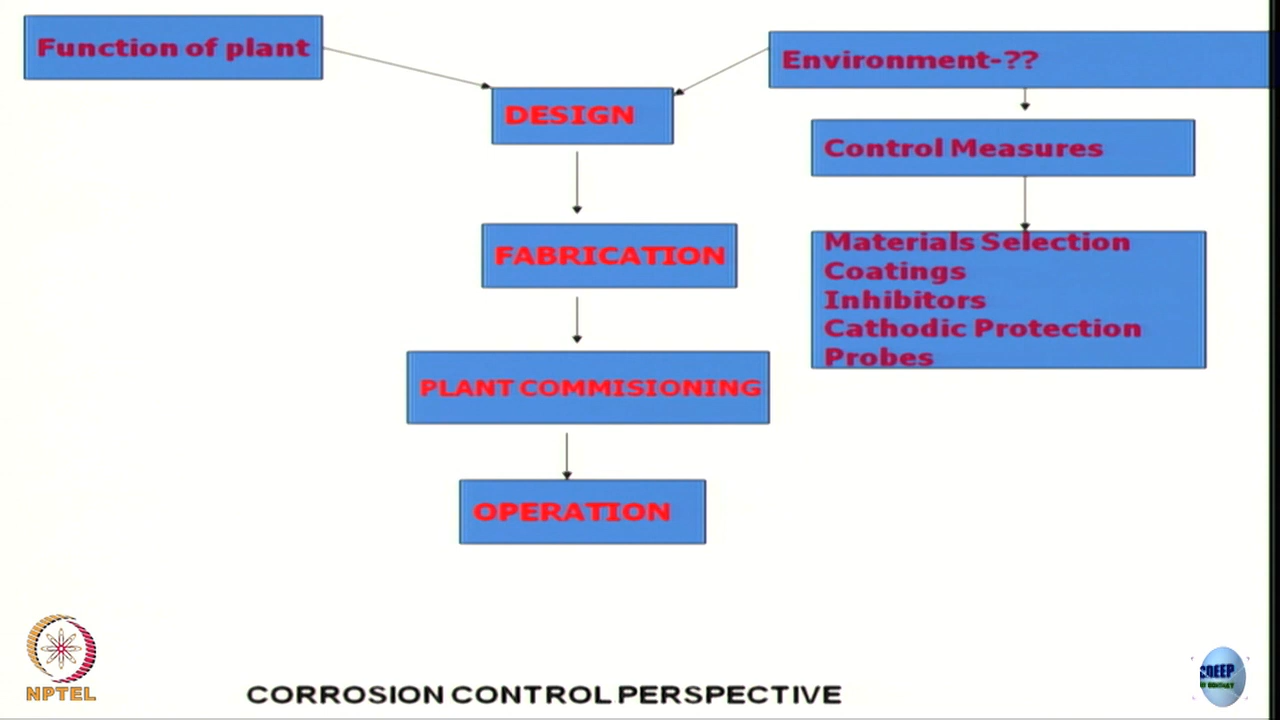 Function of plant
Environment-??
DESIGN
Control Measures
FABRICATION
Materials Selection
Coatings
Inhibitors
Cathodic Protection
Probes
PLANT COMMISIONING
OPERATION
NPTEL
CORROSION CONTROL PERSPECTIVE